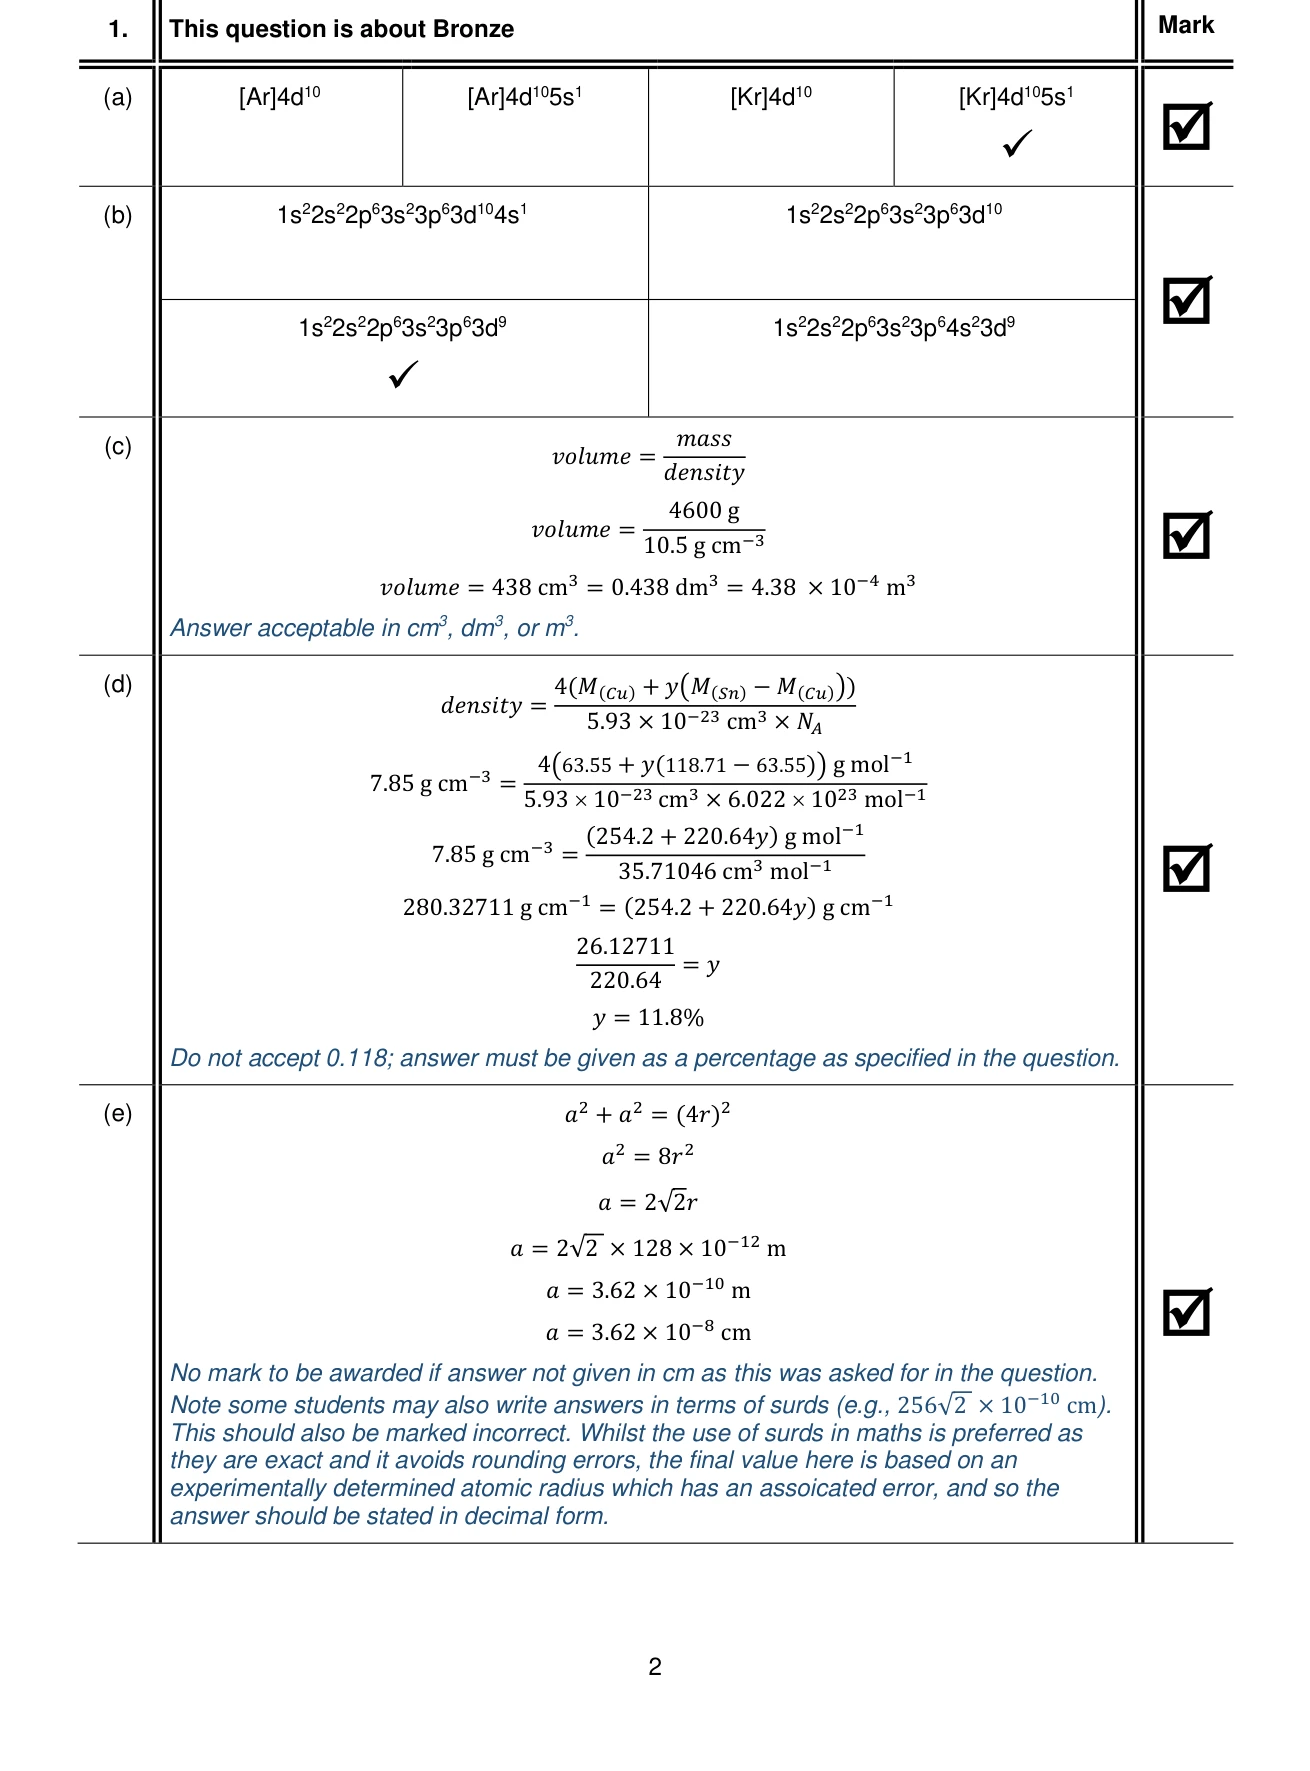 1. This question is about Bronze Mark
(a) [Ar]4d¹⁰ [Ar]4d¹⁰5s¹ [Kr]4d¹⁰ [Kr]4d¹⁰5s¹
✓
(b) 1s²2s²2p⁶3s²3p⁶3d¹⁰4s¹ 1s²2s²2p⁶3s²3p⁶3d¹⁰
1s²2s²2p⁶3s²3p⁶3d⁹ 1s²2s²2p⁶3s²3p⁶4s²3d⁹
✓
(c) volume = mass / density
volume = 4600 g / 10.5 g cm⁻³
volume = 438 cm³ = 0.438 dm³ = 4.38 × 10⁻⁴ m³
Answer acceptable in cm³, dm³, or m³.
(d) density = 4(M₍Cu₎ + y(M₍Sn₎ − M₍Cu₎)) / 5.93 × 10⁻²³ cm³ × N_A
7.85 g cm⁻³ = 4(63.55 + y(118.71 − 63.55)) g mol⁻¹ / 5.93 × 10⁻²³ cm³ × 6.022 × 10²³ mol⁻¹
7.85 g cm⁻³ = (254.2 + 220.64y) g mol⁻¹ / 35.71046 cm³ mol⁻¹
280.32711 g cm⁻¹ = (254.2 + 220.64y) g cm⁻¹
26.12711 / 220.64 = y
y = 11.8%
Do not accept 0.118; answer must be given as a percentage as specified in the question.
(e) a² + a² = (4r)²
a² = 8r²
a = 2√2r
a = 2√2 × 128 × 10⁻¹² m
a = 3.62 × 10⁻¹⁰ m
a = 3.62 × 10⁻⁸ cm
No mark to be awarded if answer not given in cm as this was asked for in the question.
Note some students may also write answers in terms of surds (e.g., 256√2 × 10⁻¹⁰ cm).
This should also be marked incorrect. Whilst the use of surds in maths is preferred as
they are exact and it avoids rounding errors, the final value here is based on an
experimentally determined atomic radius which has an assoicated error, and so the
answer should be stated in decimal form.
2